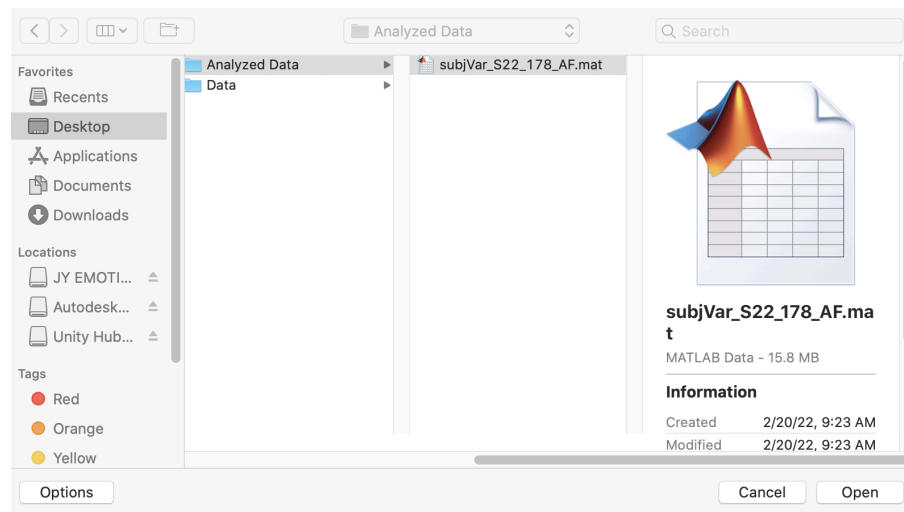 Analyzed Data
Search
Favorites
Recents
Desktop
Applications
Documents
Downloads
Locations
JY EMOTI...
Autodesk...
Unity Hub...
Tags
Red
Orange
Yellow
Analyzed Data
Data
subjVar_S22_178_AF.mat
subjVar_S22_178_AF.ma
t
MATLAB Data - 15.8 MB
Information
Created 2/20/22, 9:23 AM
Modified 2/20/22, 9:23 AM
Options
Cancel
Open